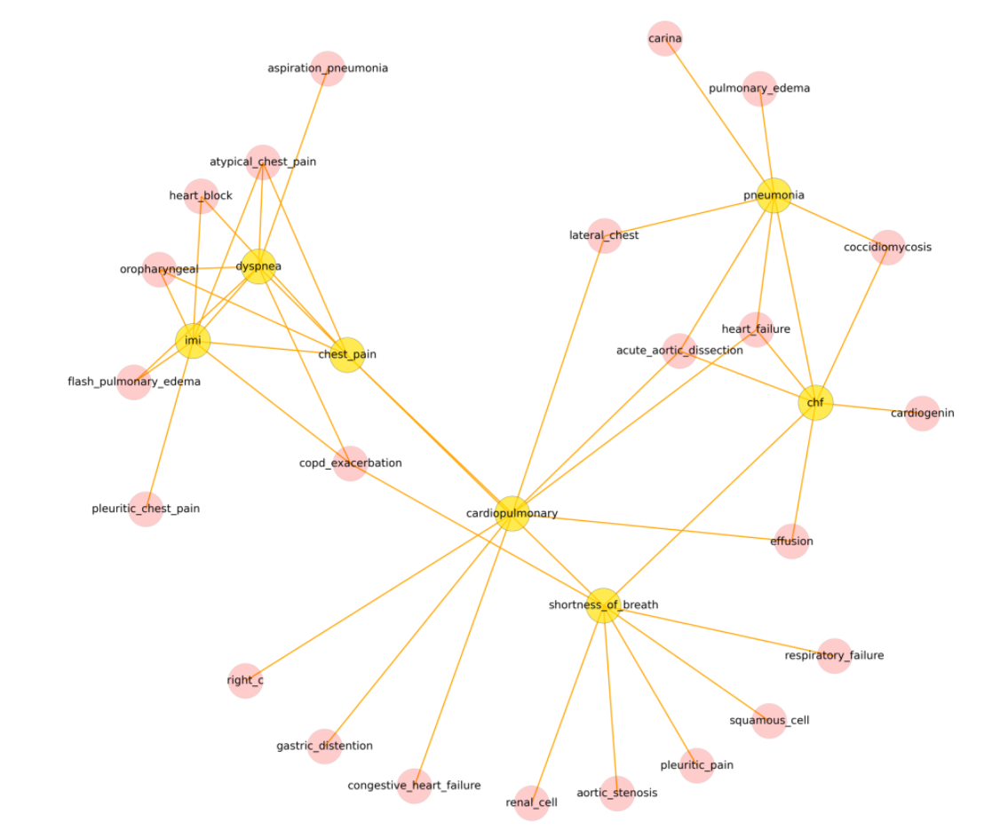 carina
aspiration_pneumonia
pulmonary_edema
atypical_chest_pain
heart_block
pneumonia
lateral_chest
coccidiomycosis
oropharyngeal
dyspnea
heart_failure
imi
acute_aortic_dissection
chest_pain
flash_pulmonary_edema
chf
cardiogenin
copd_exacerbation
pleuritic_chest_pain
cardiopulmonary
effusion
shortness_of_breath
respiratory_failure
right_c
squamous_cell
gastric_distention
pleuritic_pain
congestive_heart_failure
aortic_stenosis
renal_cell